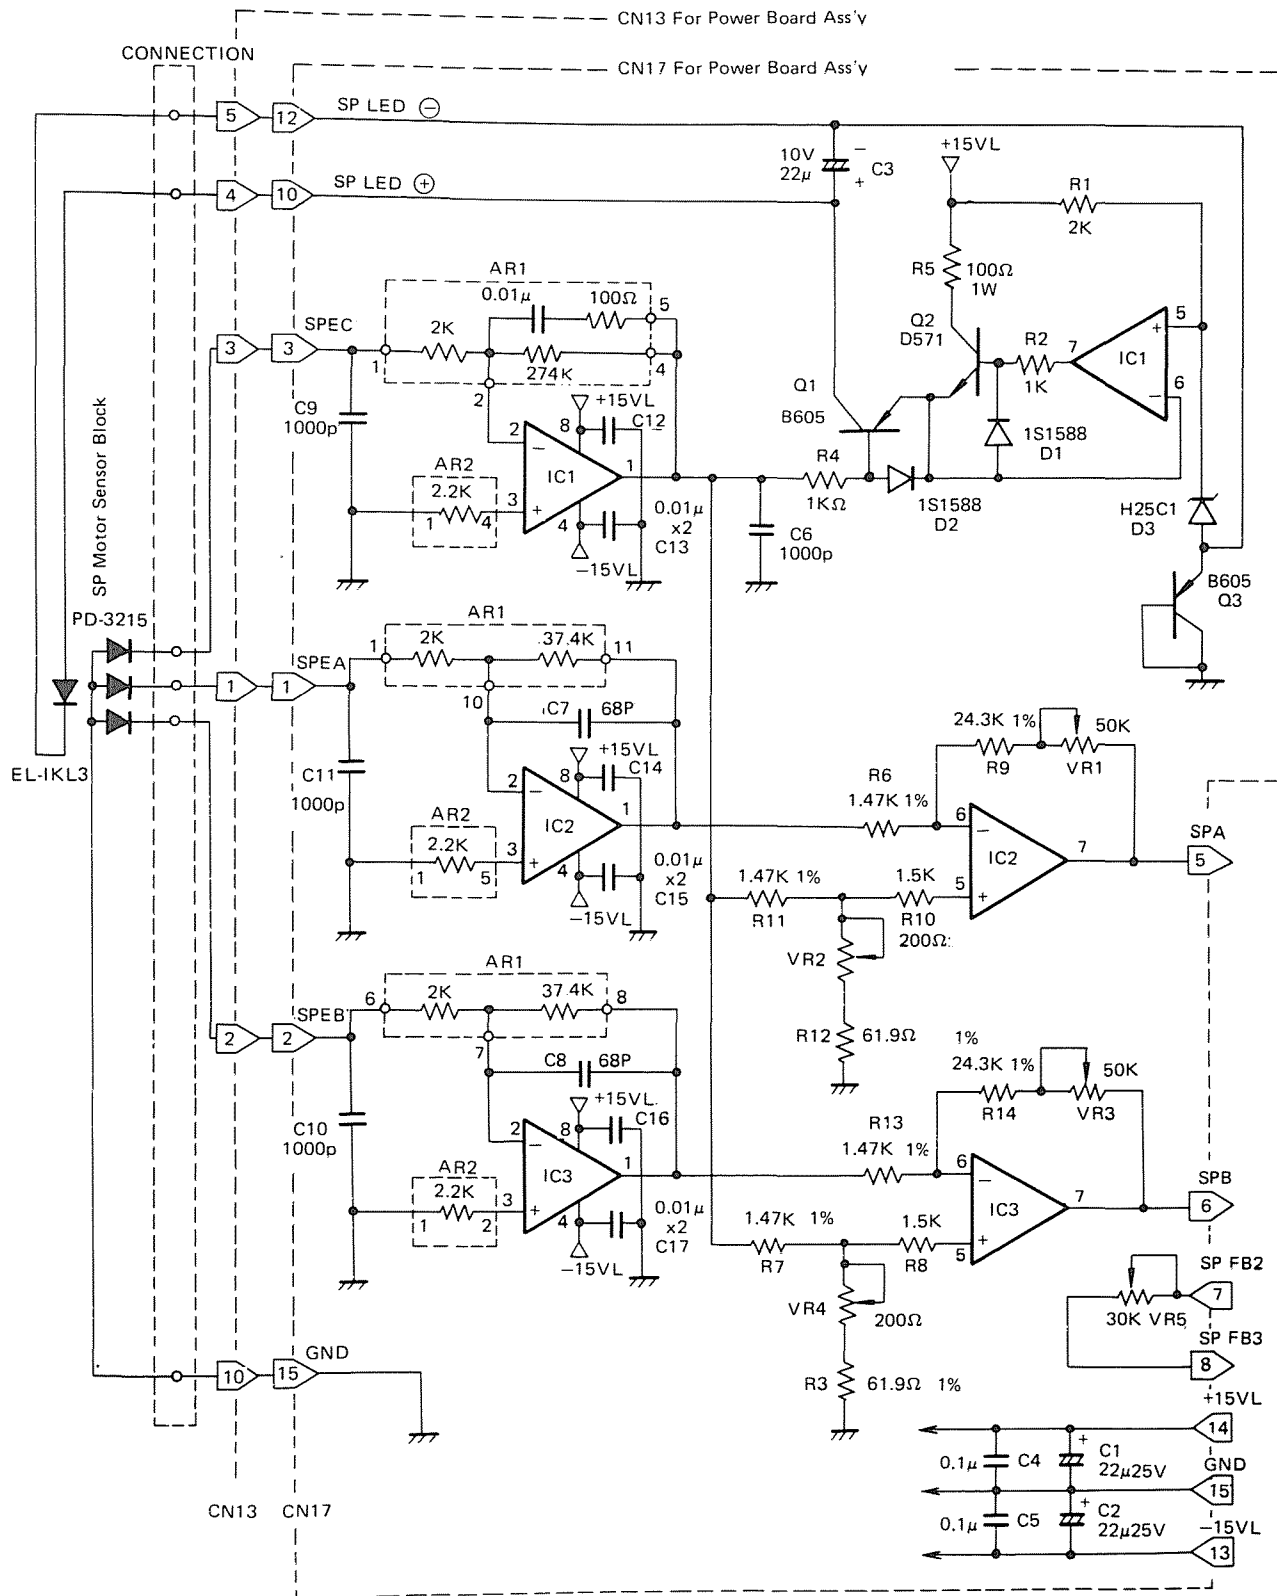 CN13 For Power Board Ass'y
CONNECTION
CN17 For Power Board Ass'y
5
12
SP LED ⊖
+15VL
10V
22μ
−
+
C3
4
10
SP LED ⊕
R1
2K
AR1
0.01μ
100Ω
5
R5
100Ω
1W
SPEC
2K
3
3
1
274K
4
2
Q2
D571
R2
1K
7
+
5
IC1
6
−
Q1
B605
C9
1000p
+15VL
8
C12
1S1588
D1
SP Motor Sensor Block
2
−
IC1
1
AR2
2.2K
1
4
3
+
4
0.01μ
x2
C13
−15VL
R4
1KΩ
1S1588
D2
C6
1000p
H25C1
D3
B605
Q3
PD-3215
AR1
SPEA
1
2K
37.4K
11
1
1
10
C7
68P
24.3K 1%
R9
50K
VR1
EL-IKL3
C11
1000p
+15VL
8
C14
2
−
IC2
1
R6
1.47K 1%
6
−
IC2
7
SPA
5
AR2
2.2K
1
5
3
+
4
0.01μ
x2
C15
−15VL
1.47K 1%
R11
1.5K
R10
5
+
200Ω
VR2
AR1
SPEB
6
2K
37.4K
8
2
2
7
C8
68P
R12
61.9Ω
1%
24.3K 1%
R14
50K
VR3
C10
1000p
+15VL
8
C16
2
−
IC3
1
R13
1.47K 1%
6
−
IC3
7
SPB
6
AR2
2.2K
1
2
3
+
4
0.01μ
x2
C17
−15VL
1.47K 1%
R7
1.5K
R8
5
+
SP FB2
7
30K VR5
VR4
200Ω
SP FB3
8
GND
10
15
R3
61.9Ω 1%
+15VL
14
+
0.1μ
C4
C1
22μ25V
GND
15
+
0.1μ
C5
C2
22μ25V
−15VL
13
CN13
CN17